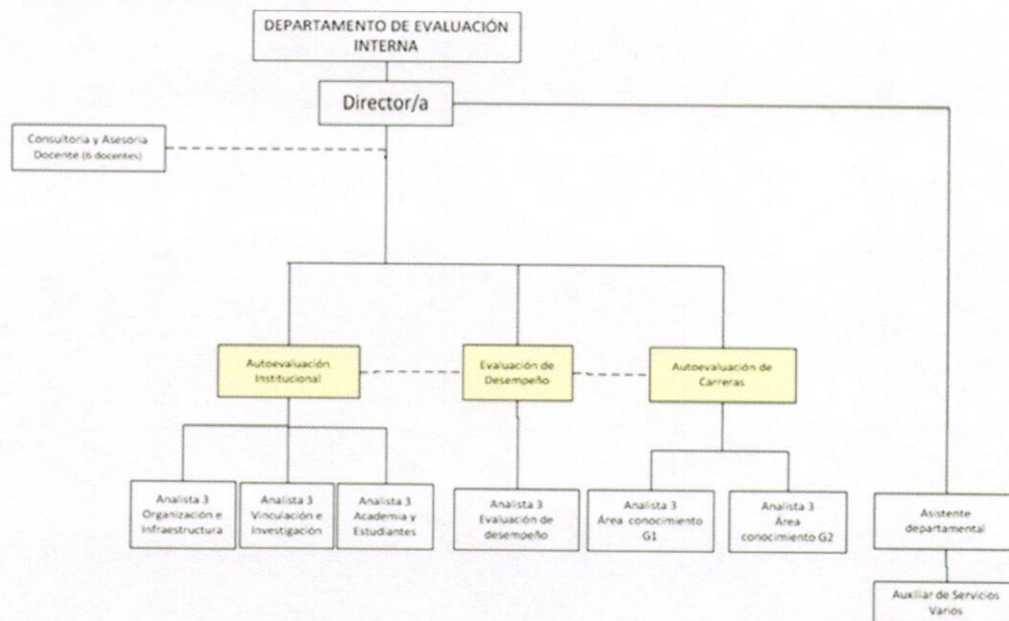 DEPARTAMENTO DE EVALUACIÓN
INTERNA
Director/a
Consultoría y Asesoría
Docente (6 docentes)
Autoevaluación
Institucional
Evaluación de
Desempeño
Autoevaluación de
Carreras
Analista 3
Organización e
Infraestructura
Analista 3
Vinculación e
Investigación
Analista 3
Academia y
Estudiantes
Analista 3
Evaluación de
desempeño
Analista 3
Área conocimiento
G1
Analista 3
Área
conocimiento G2
Asistente
departamental
Auxiliar de Servicios
Varios